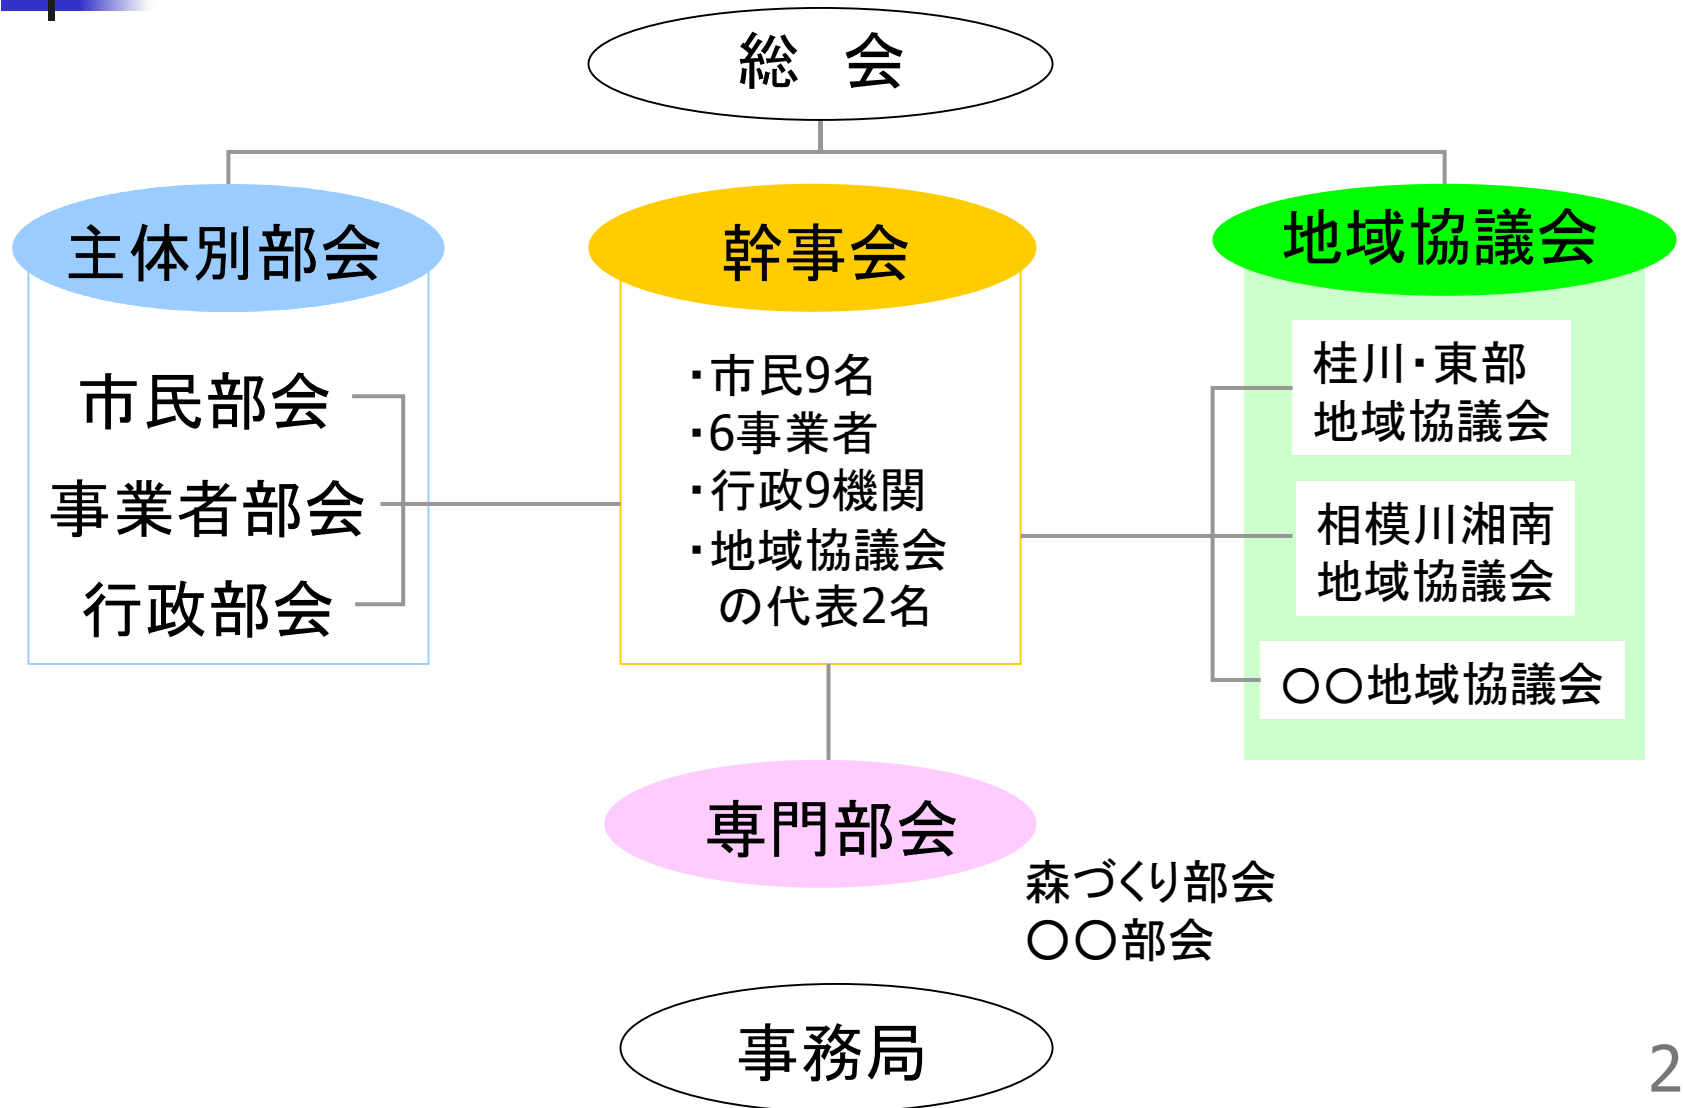 総　会
主体別部会
市民部会
事業者部会
行政部会
幹事会
・市民9名
・6事業者
・行政9機関
・地域協議会
の代表2名
地域協議会
桂川・東部
地域協議会
相模川湘南
地域協議会
○○地域協議会
専門部会
森づくり部会
○○部会
事務局
2